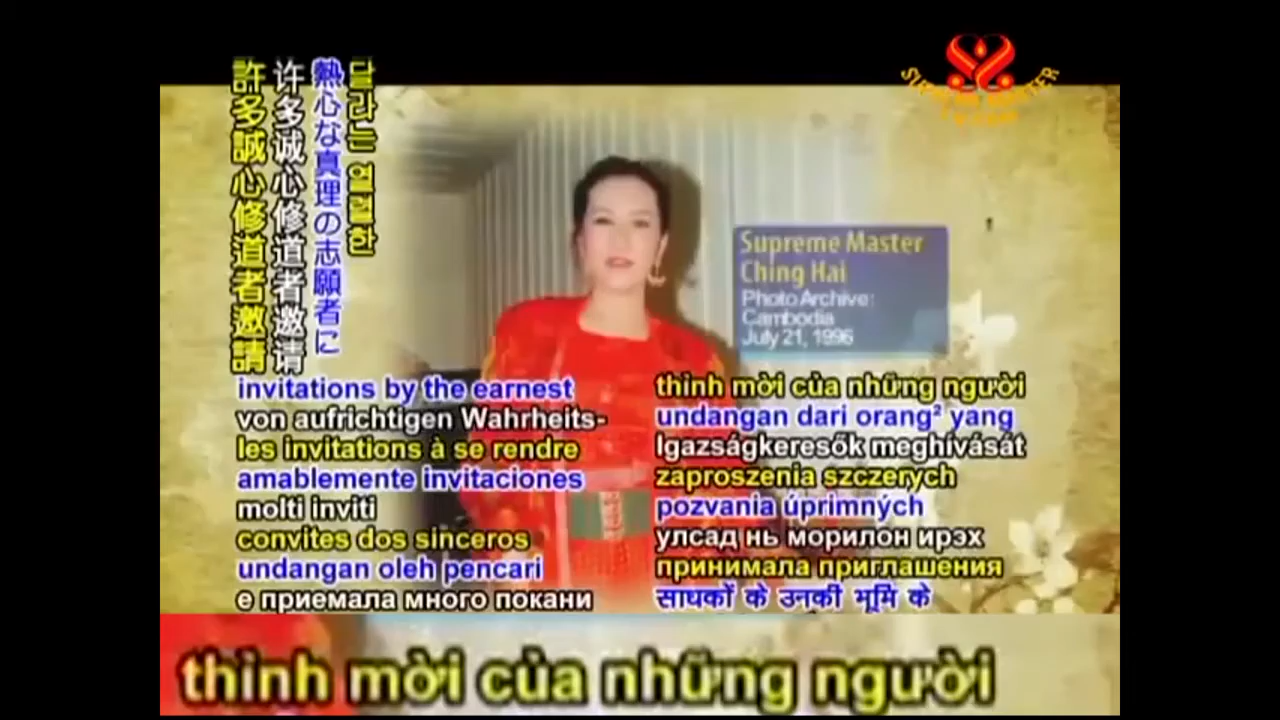 SUPREME MASTER
달라는 열렬한
熱心な真理の志願者に
许多诚心修道者邀请
許多誠心修道者邀請
Supreme Master
Ching Hai
Photo Archive:
Cambodia
July 21, 1996
invitations by the earnest
von aufrichtigen Wahrheits-
les invitations à se rendre
amablemente invitaciones
molti inviti
convites dos sinceros
undangan oleh pencari
е приемала много покани
thỉnh mời của những người
undangan dari orang² yang
Igazságkeresők meghívását
zaproszenia szczerych
pozvania úprimných
улсад нь морилон ирэх
принимала приглашения
साधकों के उनकी भूमि के
thỉnh mời của những người